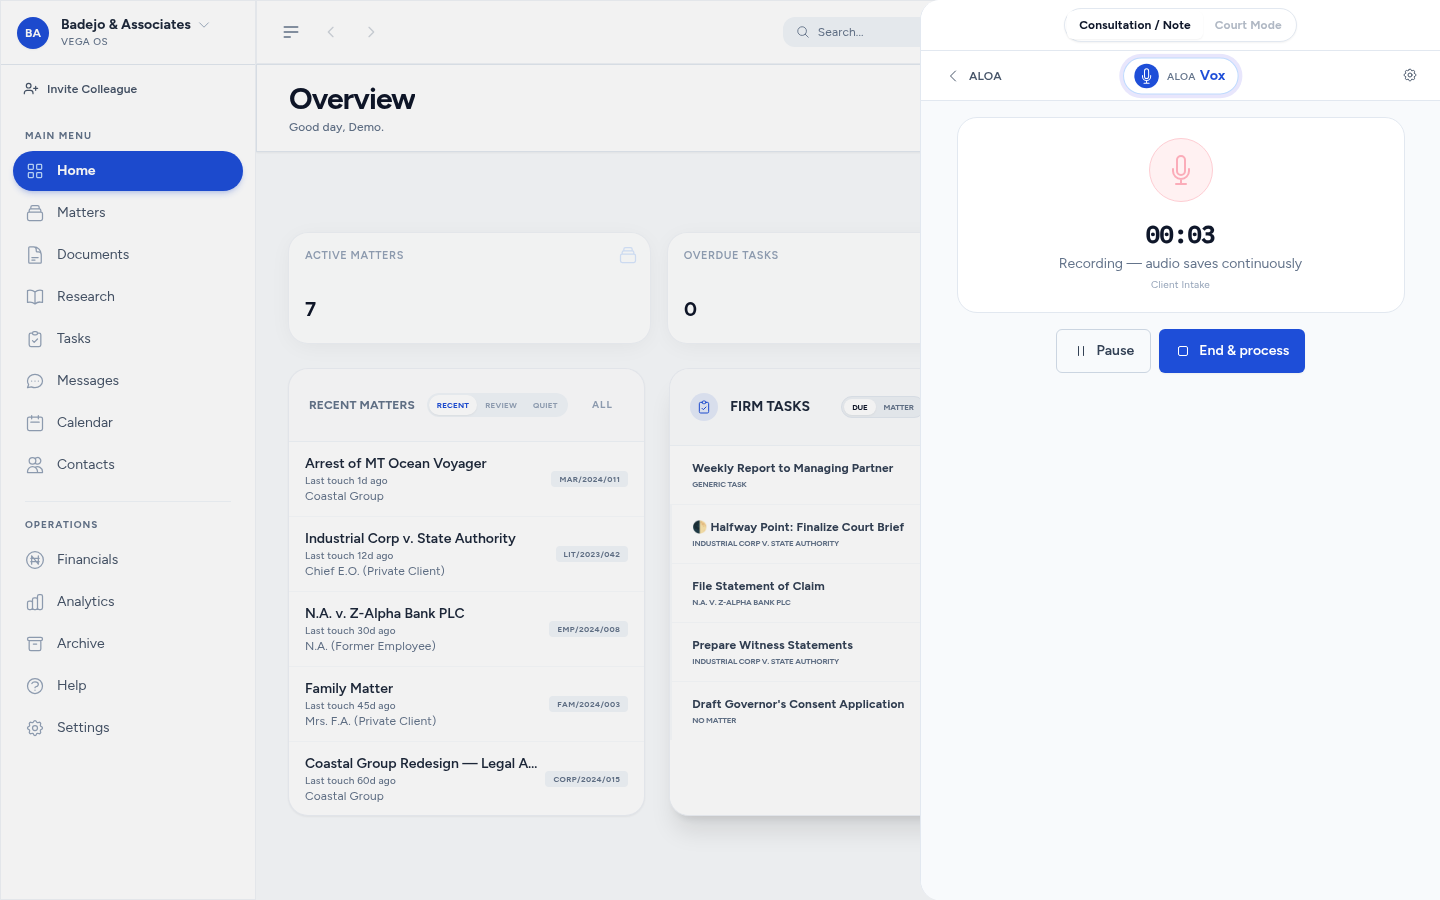 BA
Badejo & Associates
VEGA OS
Invite Colleague
MAIN MENU
Home
Matters
Documents
Research
Tasks
Messages
Calendar
Contacts
OPERATIONS
Financials
Analytics
Archive
Help
Settings
Search...
Overview
Good day, Demo.
ACTIVE MATTERS
7
OVERDUE TASKS
0
RECENT MATTERS
RECENT REVIEW QUIET
ALL
Arrest of MT Ocean Voyager
Last touch 1d ago
Coastal Group
MAR/2024/011
Industrial Corp v. State Authority
Last touch 12d ago
Chief E.O. (Private Client)
LIT/2023/042
N.A. v. Z-Alpha Bank PLC
Last touch 30d ago
N.A. (Former Employee)
EMP/2024/008
Family Matter
Last touch 45d ago
Mrs. F.A. (Private Client)
FAM/2024/003
Coastal Group Redesign — Legal A...
Last touch 60d ago
Coastal Group
CORP/2024/015
FIRM TASKS
DUE MATTER
Weekly Report to Managing Partner
GENERIC TASK
🌓 Halfway Point: Finalize Court Brief
INDUSTRIAL CORP V. STATE AUTHORITY
File Statement of Claim
N.A. V. Z-ALPHA BANK PLC
Prepare Witness Statements
INDUSTRIAL CORP V. STATE AUTHORITY
Draft Governor's Consent Application
NO MATTER
Consultation / Note Court Mode
ALOA
ALOA Vox
00:03
Recording — audio saves continuously
Client Intake
Pause
End & process